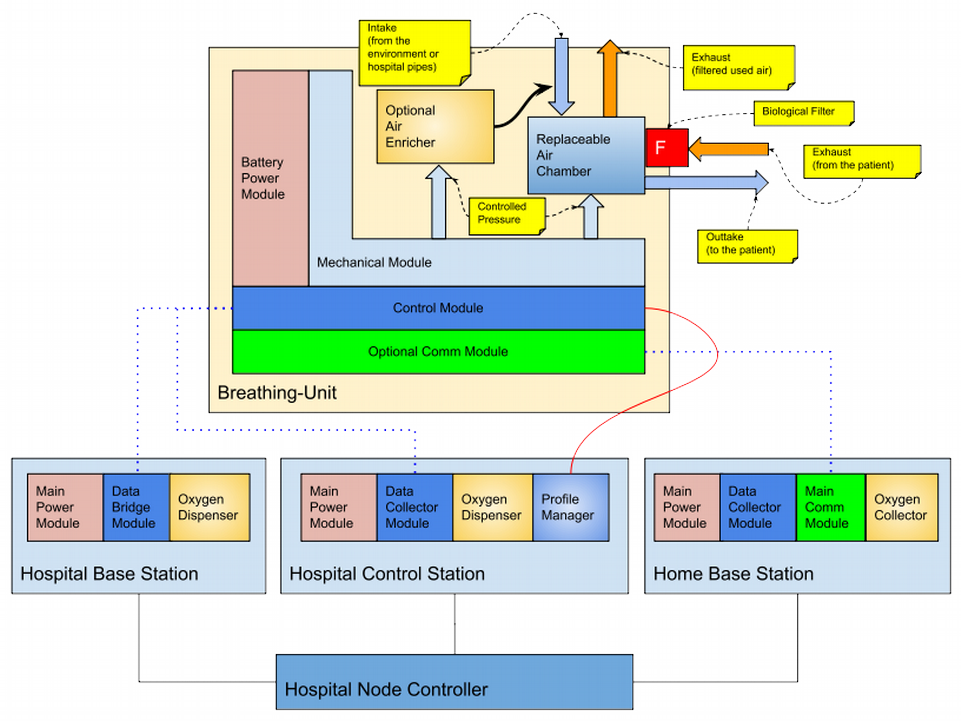 Intake
(from the
environment or
hospital pipes)
Exhaust
(filtered used air)
Optional
Air
Enricher
Biological Filter
Replaceable
Air
Chamber
F
Exhaust
(from the patient)
Battery
Power
Module
Controlled
Pressure
Outtake
(to the patient)
Mechanical Module
Control Module
Optional Comm Module
Breathing-Unit
Main
Power
Module
Data
Bridge
Module
Oxygen
Dispenser
Hospital Base Station
Main
Power
Module
Data
Collector
Module
Oxygen
Dispenser
Profile
Manager
Hospital Control Station
Main
Power
Module
Data
Collector
Module
Main
Comm
Module
Oxygen
Collector
Home Base Station
Hospital Node Controller